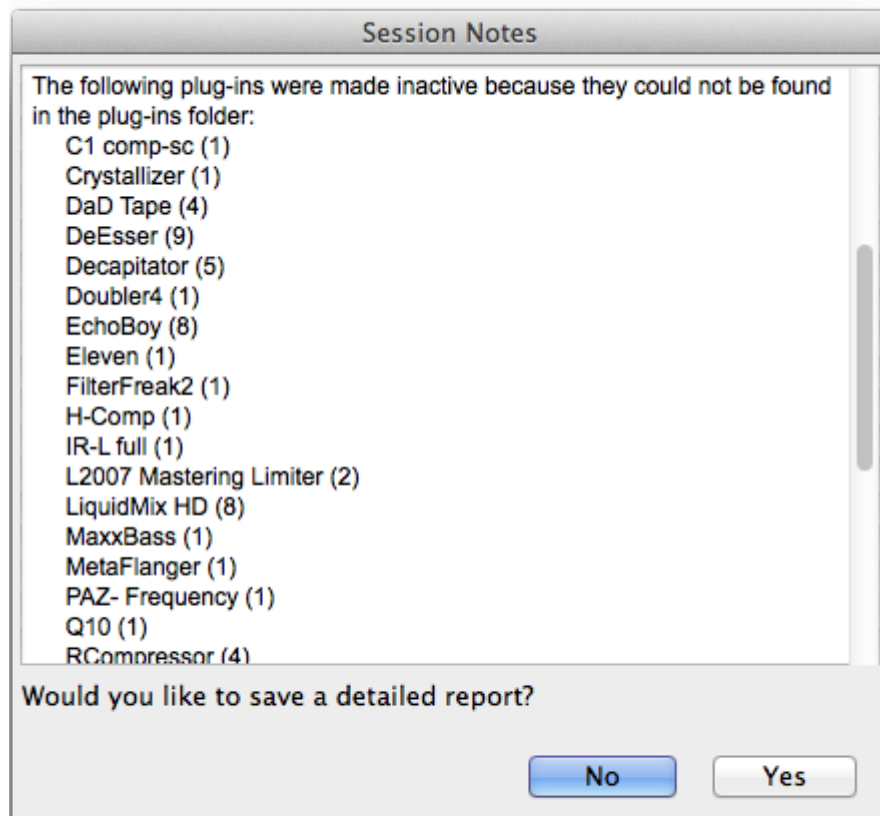 Session Notes
The following plug-ins were made inactive because they could not be found
in the plug-ins folder:
C1 comp-sc (1)
Crystallizer (1)
DaD Tape (4)
DeEsser (9)
Decapitator (5)
Doubler4 (1)
EchoBoy (8)
Eleven (1)
FilterFreak2 (1)
H-Comp (1)
IR-L full (1)
L2007 Mastering Limiter (2)
LiquidMix HD (8)
MaxxBass (1)
MetaFlanger (1)
PAZ- Frequency (1)
Q10 (1)
RCompressor (4)
Would you like to save a detailed report?
No Yes